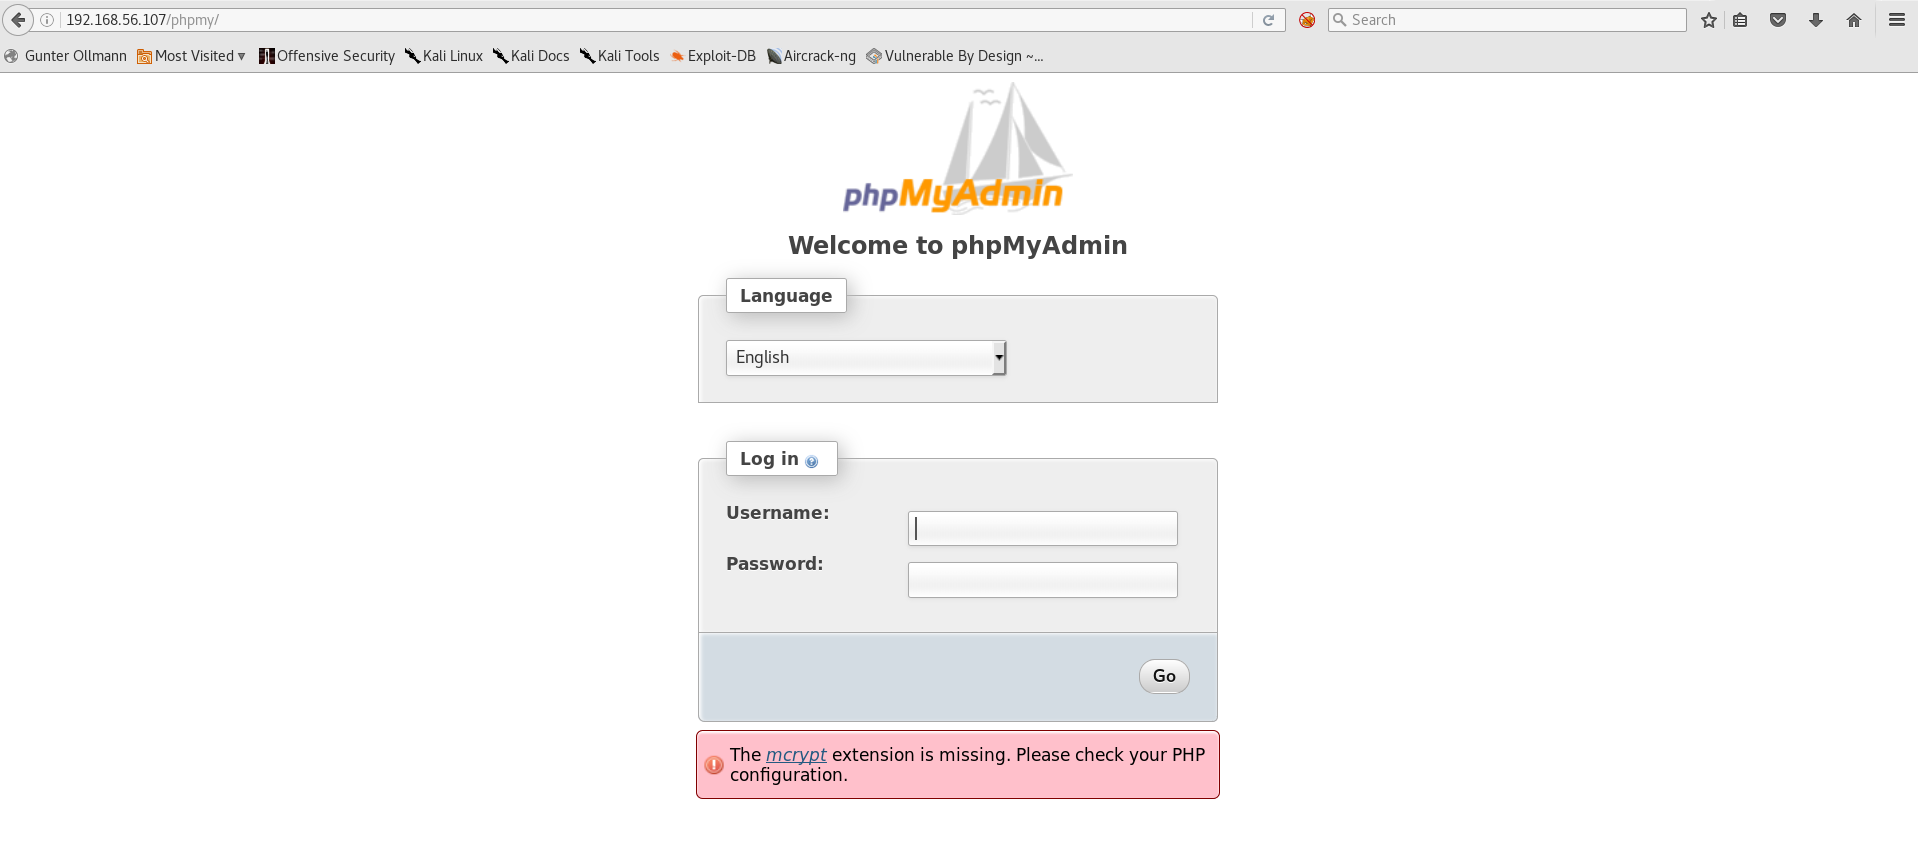 192.168.56.107/phpmy/
Search
Gunter Ollmann Most Visited Offensive Security Kali Linux Kali Docs Kali Tools Exploit-DB Aircrack-ng Vulnerable By Design ~...
phpMyAdmin
Welcome to phpMyAdmin
Language
English
Log in
Username:
Password:
Go
The mcrypt extension is missing. Please check your PHP
configuration.